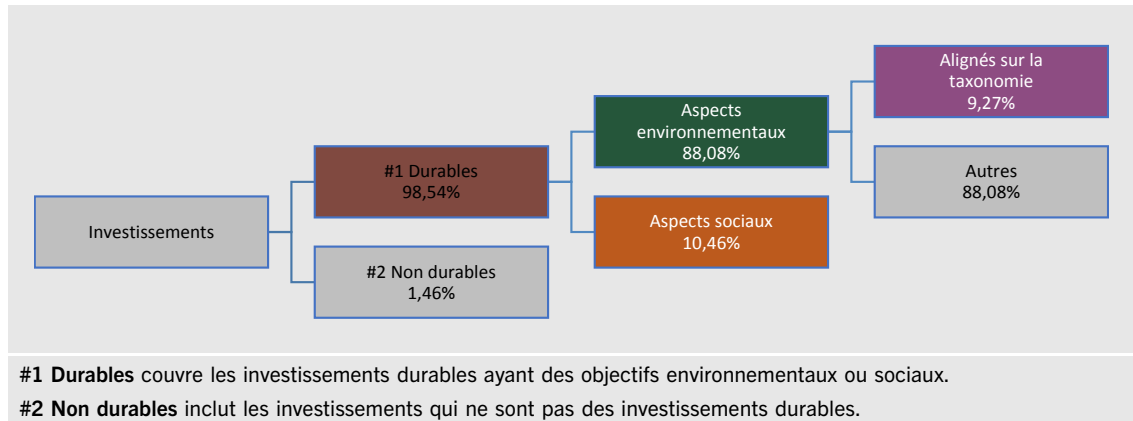 Investissements
#1 Durables
98,54%
#2 Non durables
1,46%
Aspects
environnementaux
88,08%
Aspects sociaux
10,46%
Alignés sur la
taxonomie
9,27%
Autres
88,08%
#1 Durables couvre les investissements durables ayant des objectifs environnementaux ou sociaux.
#2 Non durables inclut les investissements qui ne sont pas des investissements durables.